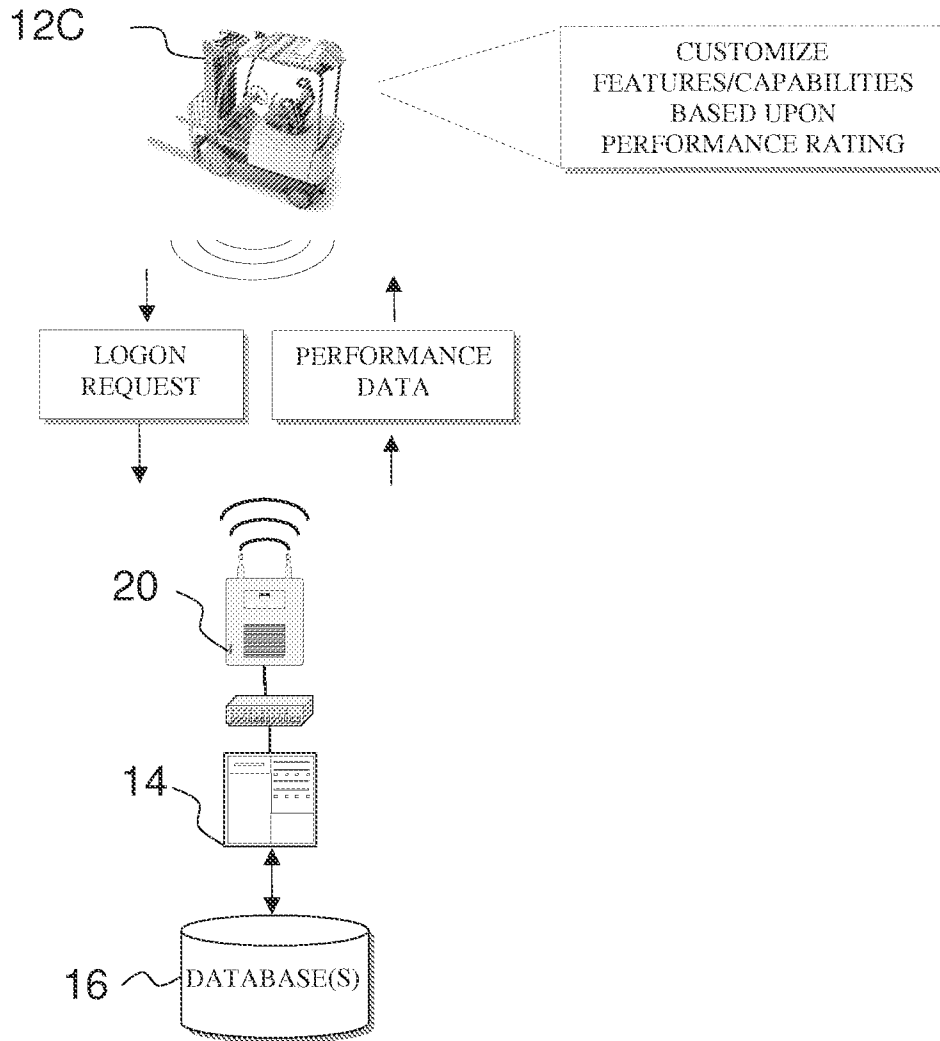 12C
CUSTOMIZE
FEATURES/CAPABILITIES
BASED UPON
PERFORMANCE RATING
LOGON
REQUEST
PERFORMANCE
DATA
20
14
16
DATABASE(S)